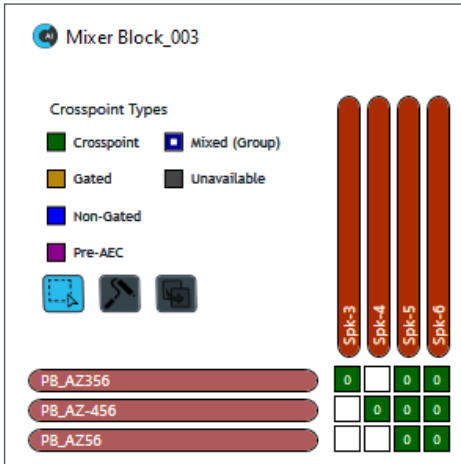 AI Mixer Block_003
Crosspoint Types
Crosspoint Mixed (Group)
Gated Unavailable
Non-Gated
Pre-AEC
Spk-3 Spk-4 Spk-5 Spk-6
PB_AZ356 0 0 0
PB_AZ-456 0 0 0
PB_AZ56 0 0